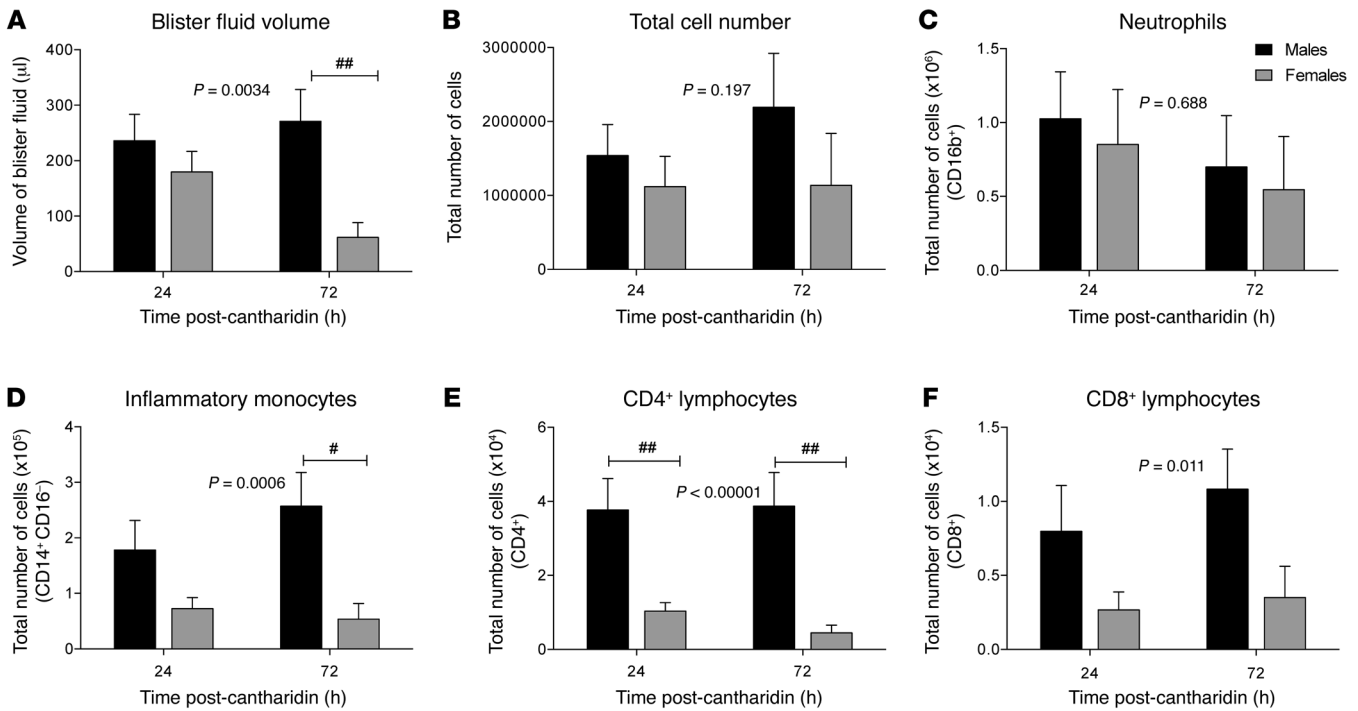 A Blister fluid volume
Volume of blister fluid (µl)
400
300
200
100
0
P = 0.0034
##
24 72
Time post-cantharidin (h)
B Total cell number
Total number of cells
3000000
2000000
1000000
0
P = 0.197
24 72
Time post-cantharidin (h)
C Neutrophils
Total number of cells (x10⁶)
(CD16b⁺)
1.5
1.0
0.5
0.0
P = 0.688
Males
Females
24 72
Time post-cantharidin (h)
D Inflammatory monocytes
Total number of cells (x10⁵)
(CD14⁺ CD16⁻)
4
3
2
1
0
P = 0.0006
#
24 72
Time post-cantharidin (h)
E CD4⁺ lymphocytes
Total number of cells (x10⁴)
(CD4⁺)
6
4
2
0
##
##
P < 0.00001
24 72
Time post-cantharidin (h)
F CD8⁺ lymphocytes
Total number of cells (x10⁴)
(CD8⁺)
1.5
1.0
0.5
0.0
P = 0.011
24 72
Time post-cantharidin (h)